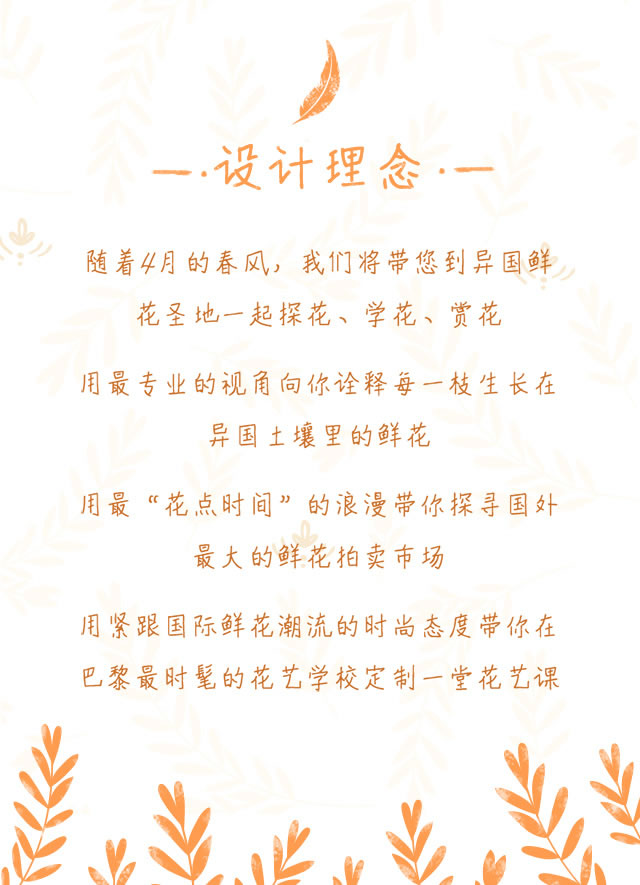 设计理念
随着4月的春风，我们将带您到异国鲜
花圣地一起探花、学花、赏花
用最专业的视角向你诠释每一枝生长在
异国土壤里的鲜花
用最“花点时间”的浪漫带你探寻国外
最大的鲜花拍卖市场
用紧跟国际鲜花潮流的时尚态度带你在
巴黎最时髦的花艺学校定制一堂花艺课